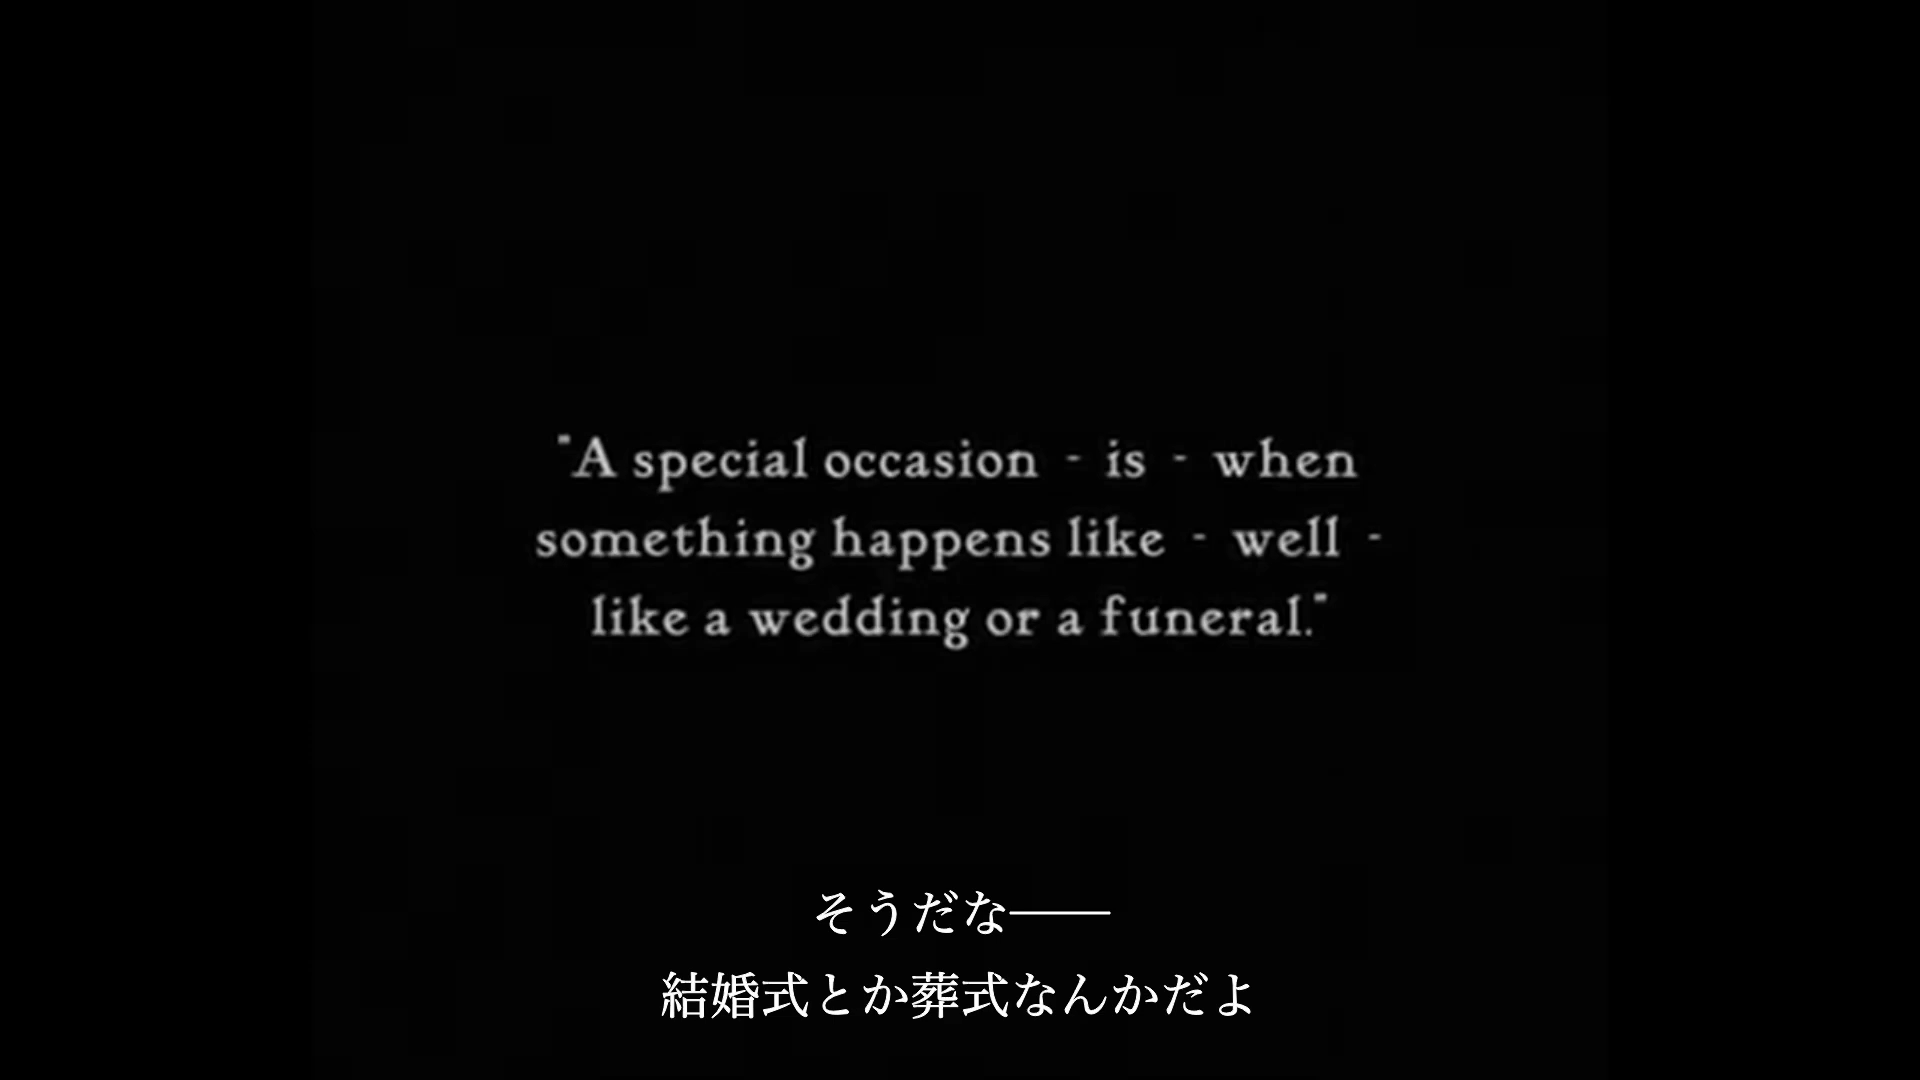 "A special occasion - is - when
something happens like - well -
like a wedding or a funeral."
そうだな――
結婚式とか葬式なんかだよ